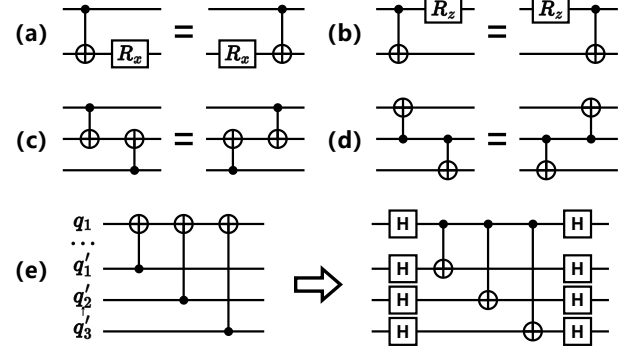 (a) = R_x R_x
(b) R_z = R_z
(c) =
(d) =
q_1 H H
...
(e) q'_1 H H
q'_2 H H
q'_3 H H